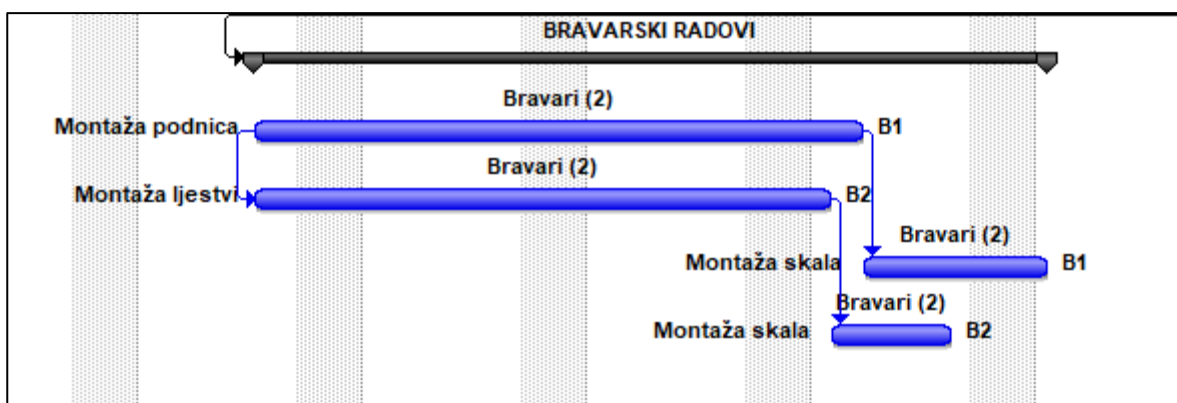 BRAVARSKI RADOVI
Bravari (2)
Montaža podnica B1
Bravari (2)
Montaža ljestvi B2
Bravari (2)
Montaža skala B1
Bravari (2)
Montaža skala B2